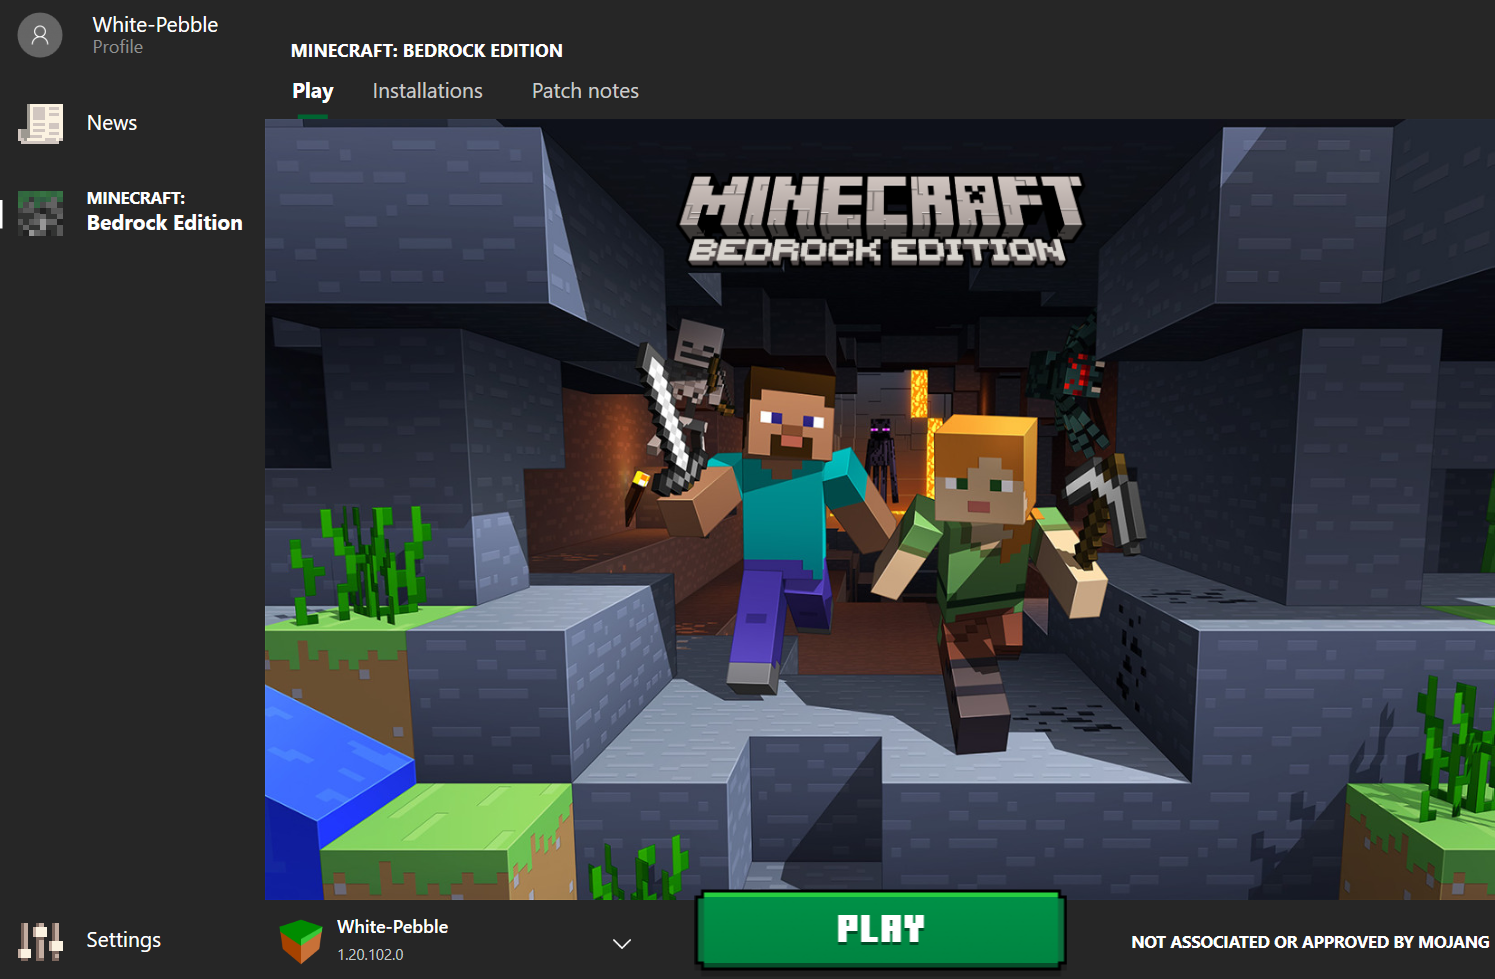 White-Pebble
Profile
News
MINECRAFT:
Bedrock Edition
Settings
MINECRAFT: BEDROCK EDITION
Play Installations Patch notes
MINECRAFT
BEDROCK EDITION
White-Pebble
1.20.102.0
PLAY
NOT ASSOCIATED OR APPROVED BY MOJANG